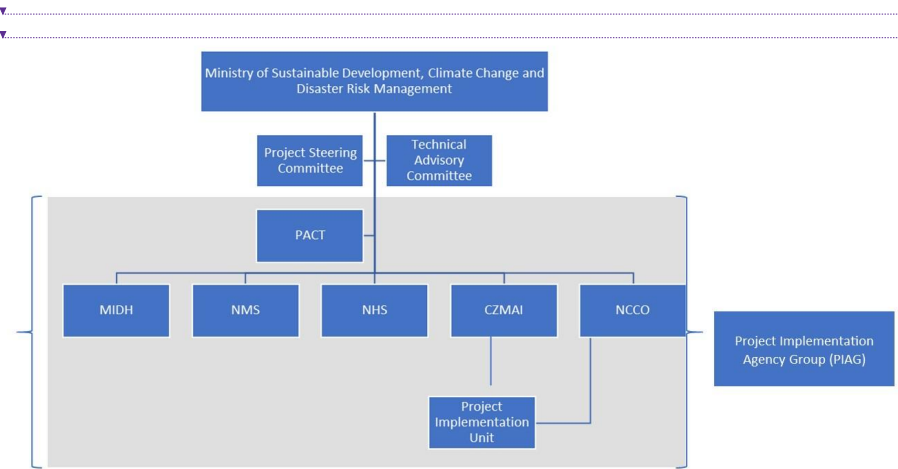 Ministry of Sustainable Development, Climate Change and
Disaster Risk Management
Project Steering
Committee
Technical
Advisory
Committee
PACT
MIDH
NMS
NHS
CZMAI
NCCO
Project Implementation
Agency Group (PIAG)
Project
Implementation
Unit